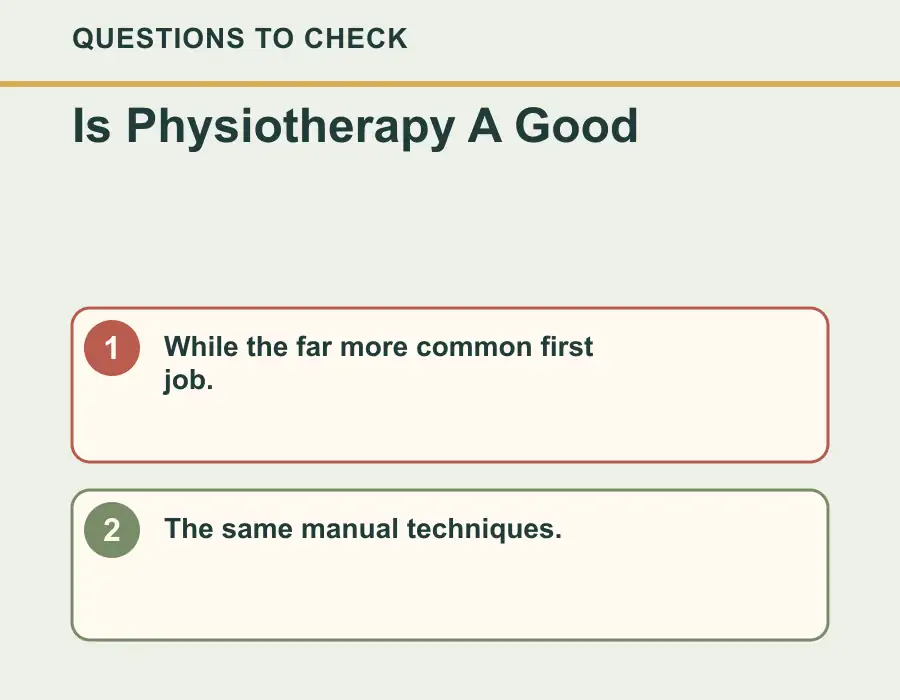 QUESTIONS TO CHECK
Is Physiotherapy A Good
1
While the far more common first
job.
2
The same manual techniques.